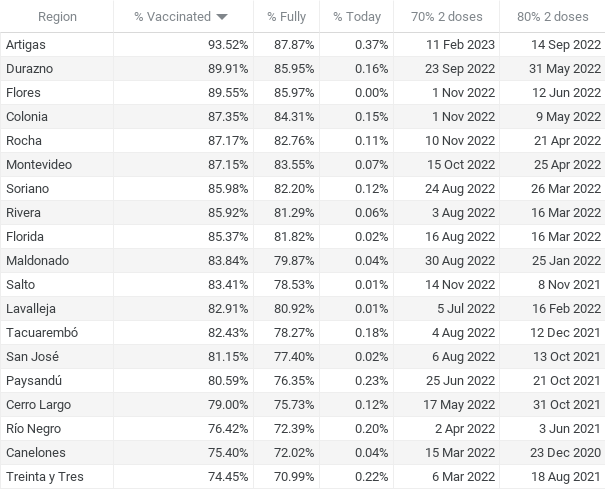 Region % Vaccinated % Fully % Today 70% 2 doses 80% 2 doses
Artigas 93.52% 87.87% 0.37% 11 Feb 2023 14 Sep 2022
Durazno 89.91% 85.95% 0.16% 23 Sep 2022 31 May 2022
Flores 89.55% 85.97% 0.00% 1 Nov 2022 12 Jun 2022
Colonia 87.35% 84.31% 0.15% 1 Nov 2022 9 May 2022
Rocha 87.17% 82.76% 0.11% 10 Nov 2022 21 Apr 2022
Montevideo 87.15% 83.55% 0.07% 15 Oct 2022 25 Apr 2022
Soriano 85.98% 82.20% 0.12% 24 Aug 2022 26 Mar 2022
Rivera 85.92% 81.29% 0.06% 3 Aug 2022 16 Mar 2022
Florida 85.37% 81.82% 0.02% 16 Aug 2022 16 Mar 2022
Maldonado 83.84% 79.87% 0.04% 30 Aug 2022 25 Jan 2022
Salto 83.41% 78.53% 0.01% 14 Nov 2022 8 Nov 2021
Lavalleja 82.91% 80.92% 0.01% 5 Jul 2022 16 Feb 2022
Tacuarembó 82.43% 78.27% 0.18% 4 Aug 2022 12 Dec 2021
San José 81.15% 77.40% 0.02% 6 Aug 2022 13 Oct 2021
Paysandú 80.59% 76.35% 0.23% 25 Jun 2022 21 Oct 2021
Cerro Largo 79.00% 75.73% 0.12% 17 May 2022 31 Oct 2021
Río Negro 76.42% 72.39% 0.20% 2 Apr 2022 3 Jun 2021
Canelones 75.40% 72.02% 0.04% 15 Mar 2022 23 Dec 2020
Treinta y Tres 74.45% 70.99% 0.22% 6 Mar 2022 18 Aug 2021